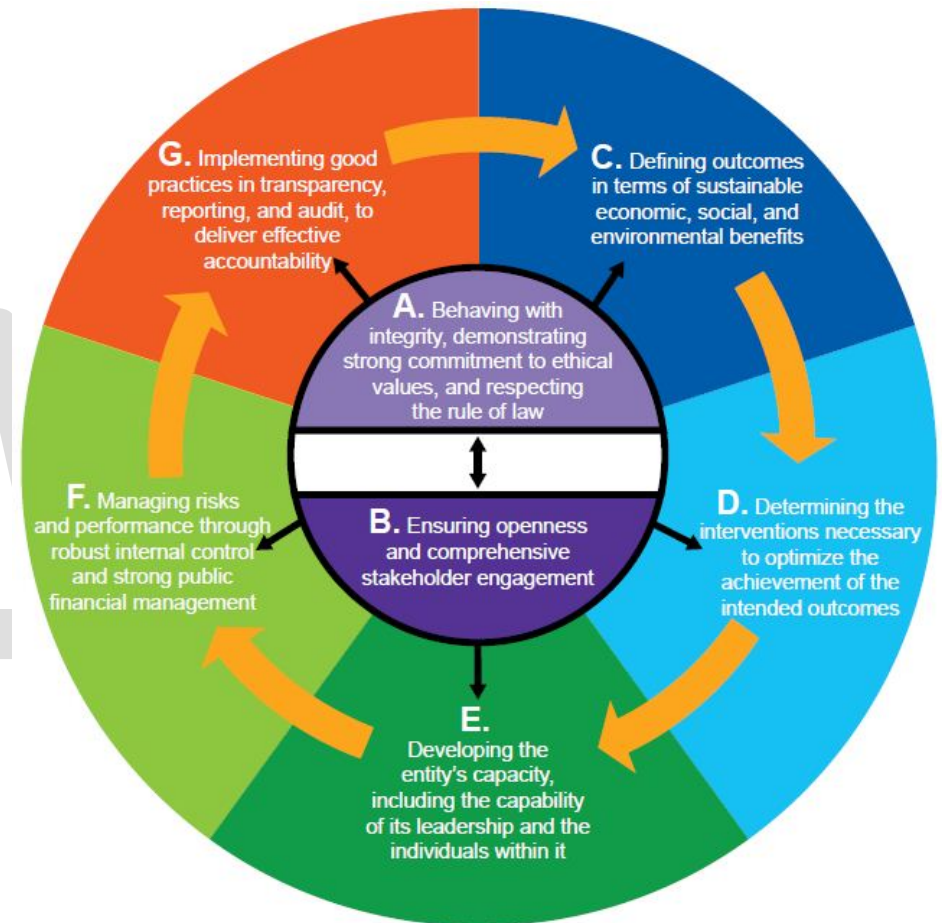 G. Implementing good
practices in transparency,
reporting, and audit, to
deliver effective
accountability
C. Defining outcomes
in terms of sustainable
economic, social, and
environmental benefits
A. Behaving with
integrity, demonstrating
strong commitment to ethical
values, and respecting
the rule of law
B. Ensuring openness
and comprehensive
stakeholder engagement
D. Determining the
interventions necessary
to optimize the
achievement of the
intended outcomes
E.
Developing the
entity's capacity,
including the capability
of its leadership and the
individuals within it
F. Managing risks
and performance through
robust internal control
and strong public
financial management